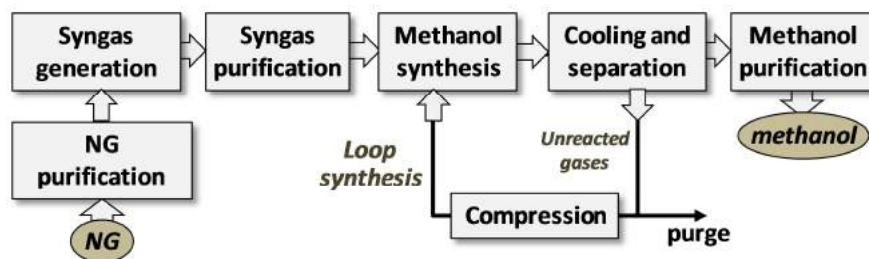 Syngas
generation
Syngas
purification
Methanol
synthesis
Cooling and
separation
Methanol
purification
NG
purification
NG
Loop
synthesis
Unreacted
gases
methanol
Compression
purge